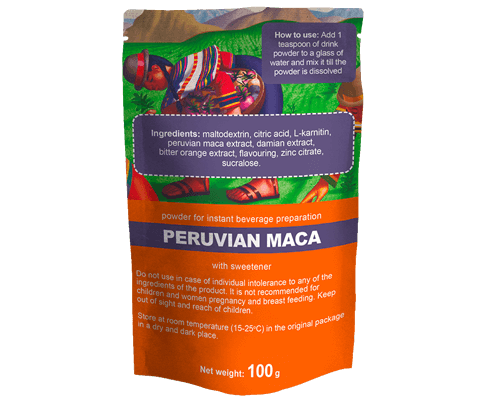 How to use: Add 1
teaspoon of drink
powder to a glass of
water and mix it till the
powder is dissolved
Ingredients: maltodextrin, citric acid, L-karnitin,
peruvian maca extract, damian extract,
bitter orange extract, flavouring, zinc citrate,
sucralose.
powder for instant beverage preparation
PERUVIAN MACA
with sweetener
Do not use in case of individual intolerance to any of the
ingredients of the product. It is not recommended for
children and women pregnancy and breast feeding. Keep
out of sight and reach of children.
Store at room temperature (15-25ºC) in the original package
in a dry and dark place.
Net weight: 100 g